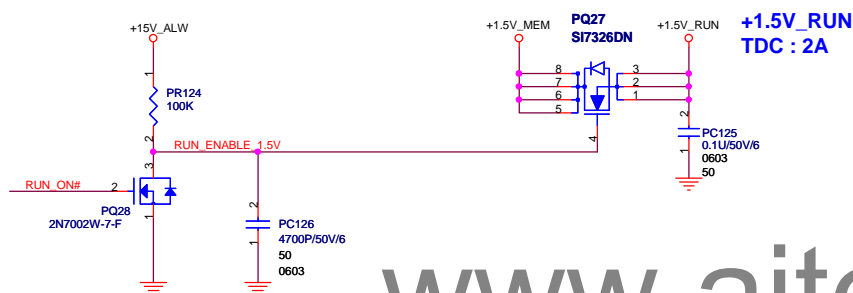 +15V_ALW
1
PR124
100K
2
RUN_ENABLE_1.5V
3
RUN_ON#
2
PQ28
2N7002W-7-F
1
2
1
PC126
4700P/50V/6
50
0603
+1.5V_MEM
PQ27
SI7326DN
+1.5V_RUN
8
7
6
5
3
2
1
4
2
1
PC125
0.1U/50V/6
0603
50
+1.5V_RUN
TDC : 2A